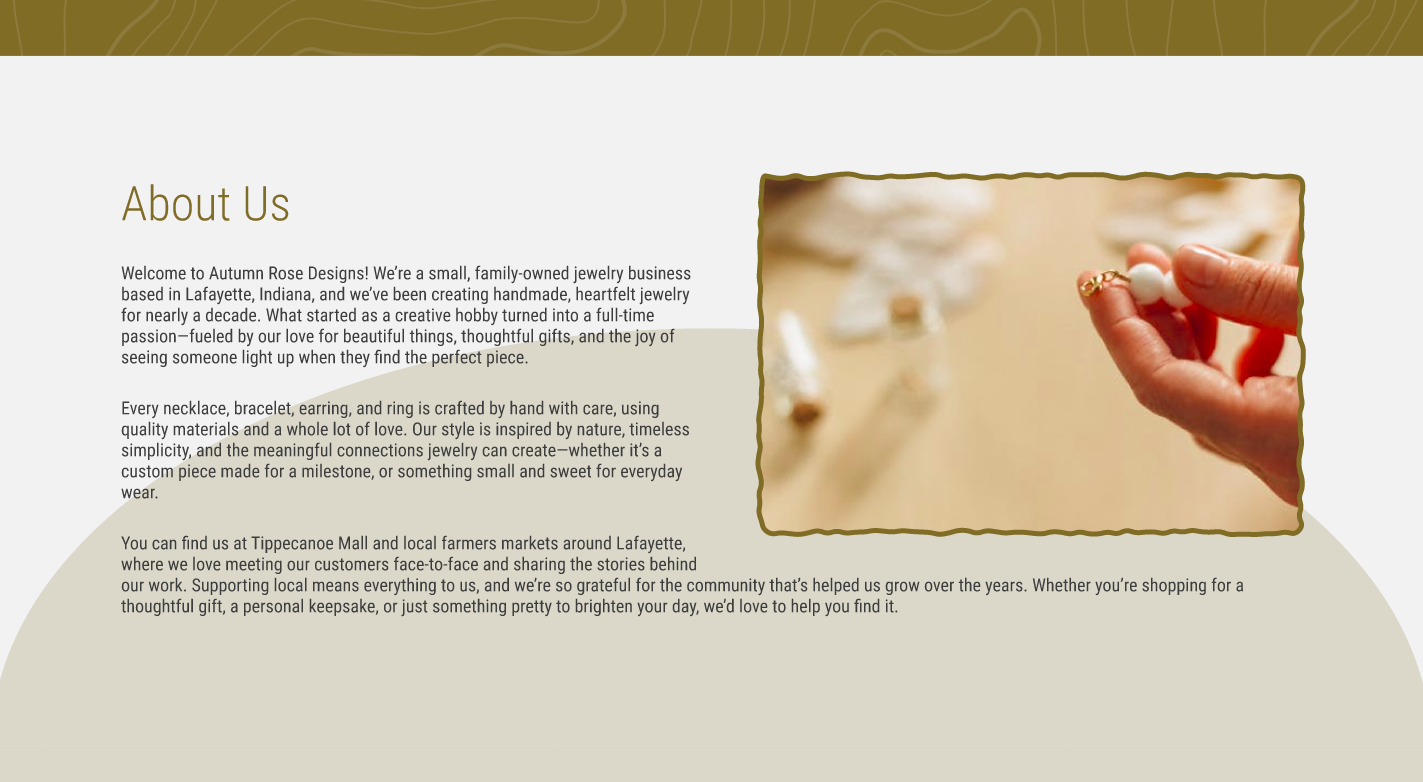 About Us
Welcome to Autumn Rose Designs! We’re a small, family-owned jewelry business
based in Lafayette, Indiana, and we’ve been creating handmade, heartfelt jewelry
for nearly a decade. What started as a creative hobby turned into a full-time
passion—fueled by our love for beautiful things, thoughtful gifts, and the joy of
seeing someone light up when they find the perfect piece.
Every necklace, bracelet, earring, and ring is crafted by hand with care, using
quality materials and a whole lot of love. Our style is inspired by nature, timeless
simplicity, and the meaningful connections jewelry can create—whether it’s a
custom piece made for a milestone, or something small and sweet for everyday
wear.
You can find us at Tippecanoe Mall and local farmers markets around Lafayette,
where we love meeting our customers face-to-face and sharing the stories behind
our work. Supporting local means everything to us, and we’re so grateful for the community that’s helped us grow over the years. Whether you’re shopping for a
thoughtful gift, a personal keepsake, or just something pretty to brighten your day, we’d love to help you find it.